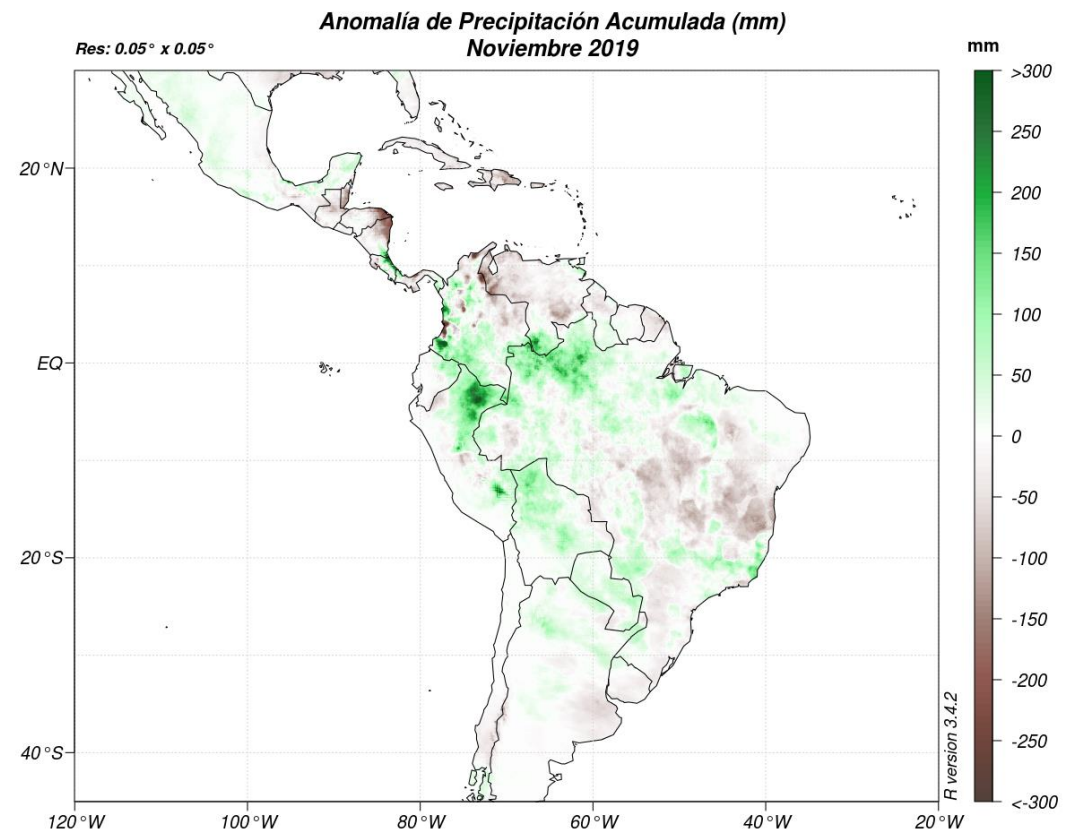 Anomalía de Precipitación Acumulada (mm)
Noviembre 2019
Res: 0.05° x 0.05°
mm
>300
250
200
150
100
50
0
-50
-100
-150
-200
-250
<-300
20°N
EQ
20°S
40°S
120°W
100°W
80°W
60°W
40°W
20°W
R version 3.4.2